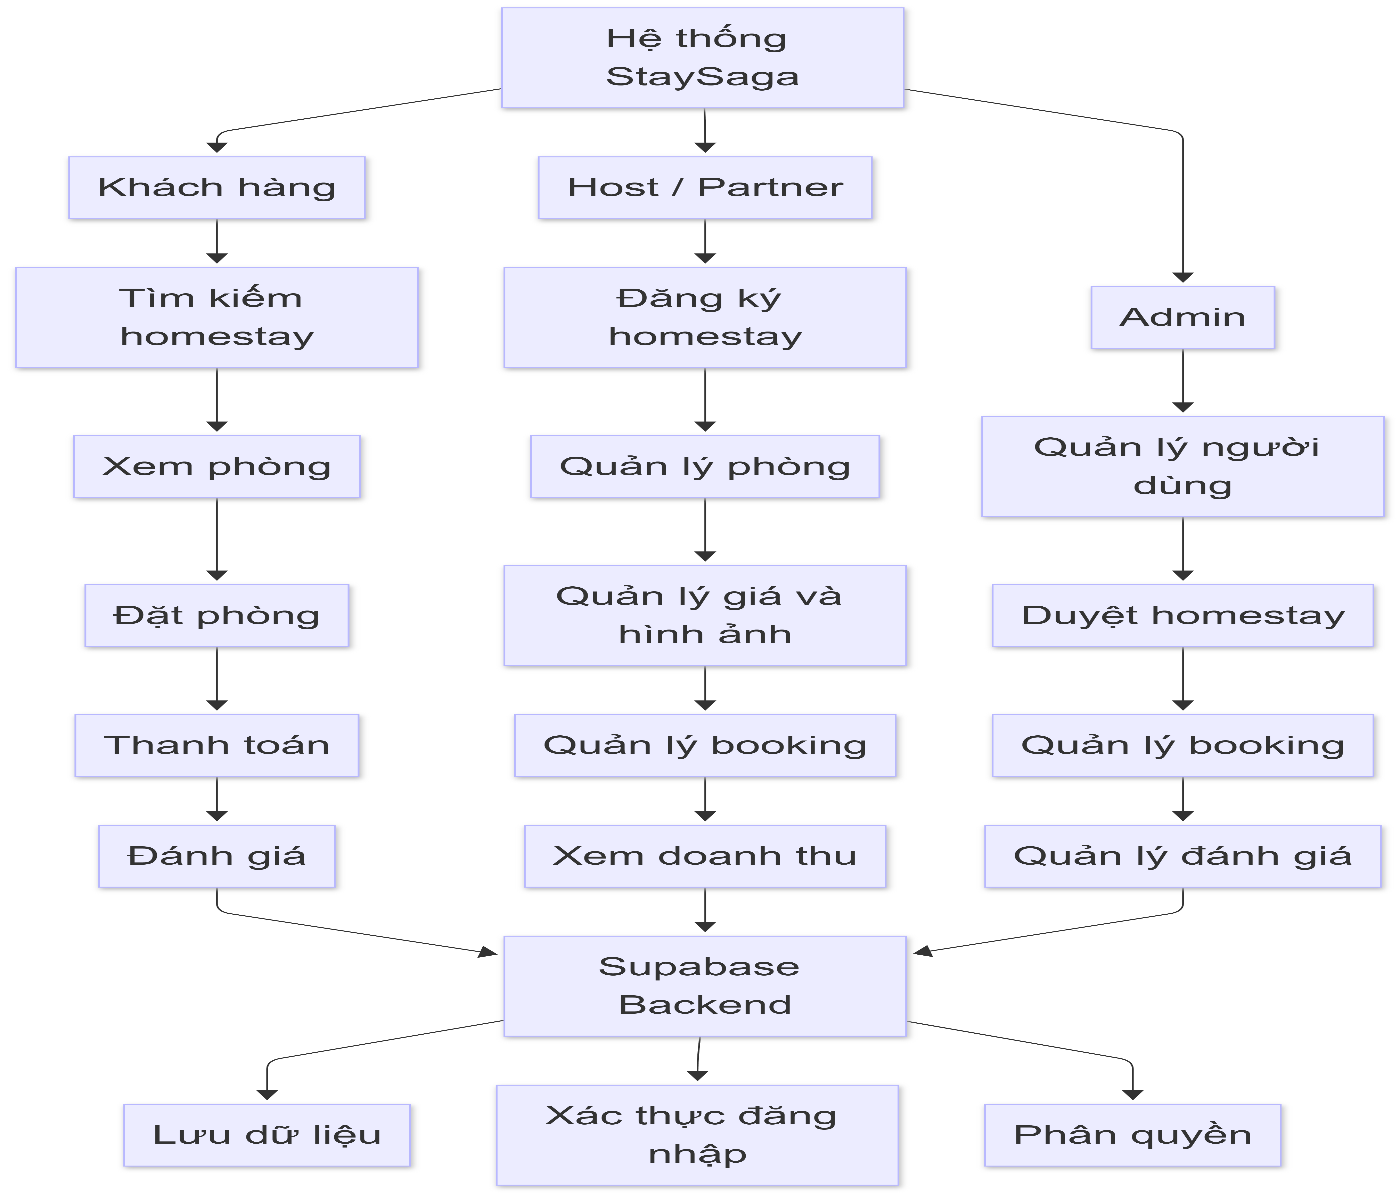 Hệ thống
StaySaga
Khách hàng
Host / Partner
Tìm kiếm
homestay
Đăng ký
homestay
Admin
Xem phòng
Quản lý phòng
Quản lý người
dùng
Đặt phòng
Quản lý giá và
hình ảnh
Duyệt homestay
Thanh toán
Quản lý booking
Quản lý booking
Đánh giá
Xem doanh thu
Quản lý đánh giá
Supabase
Backend
Lưu dữ liệu
Xác thực đăng
nhập
Phân quyền